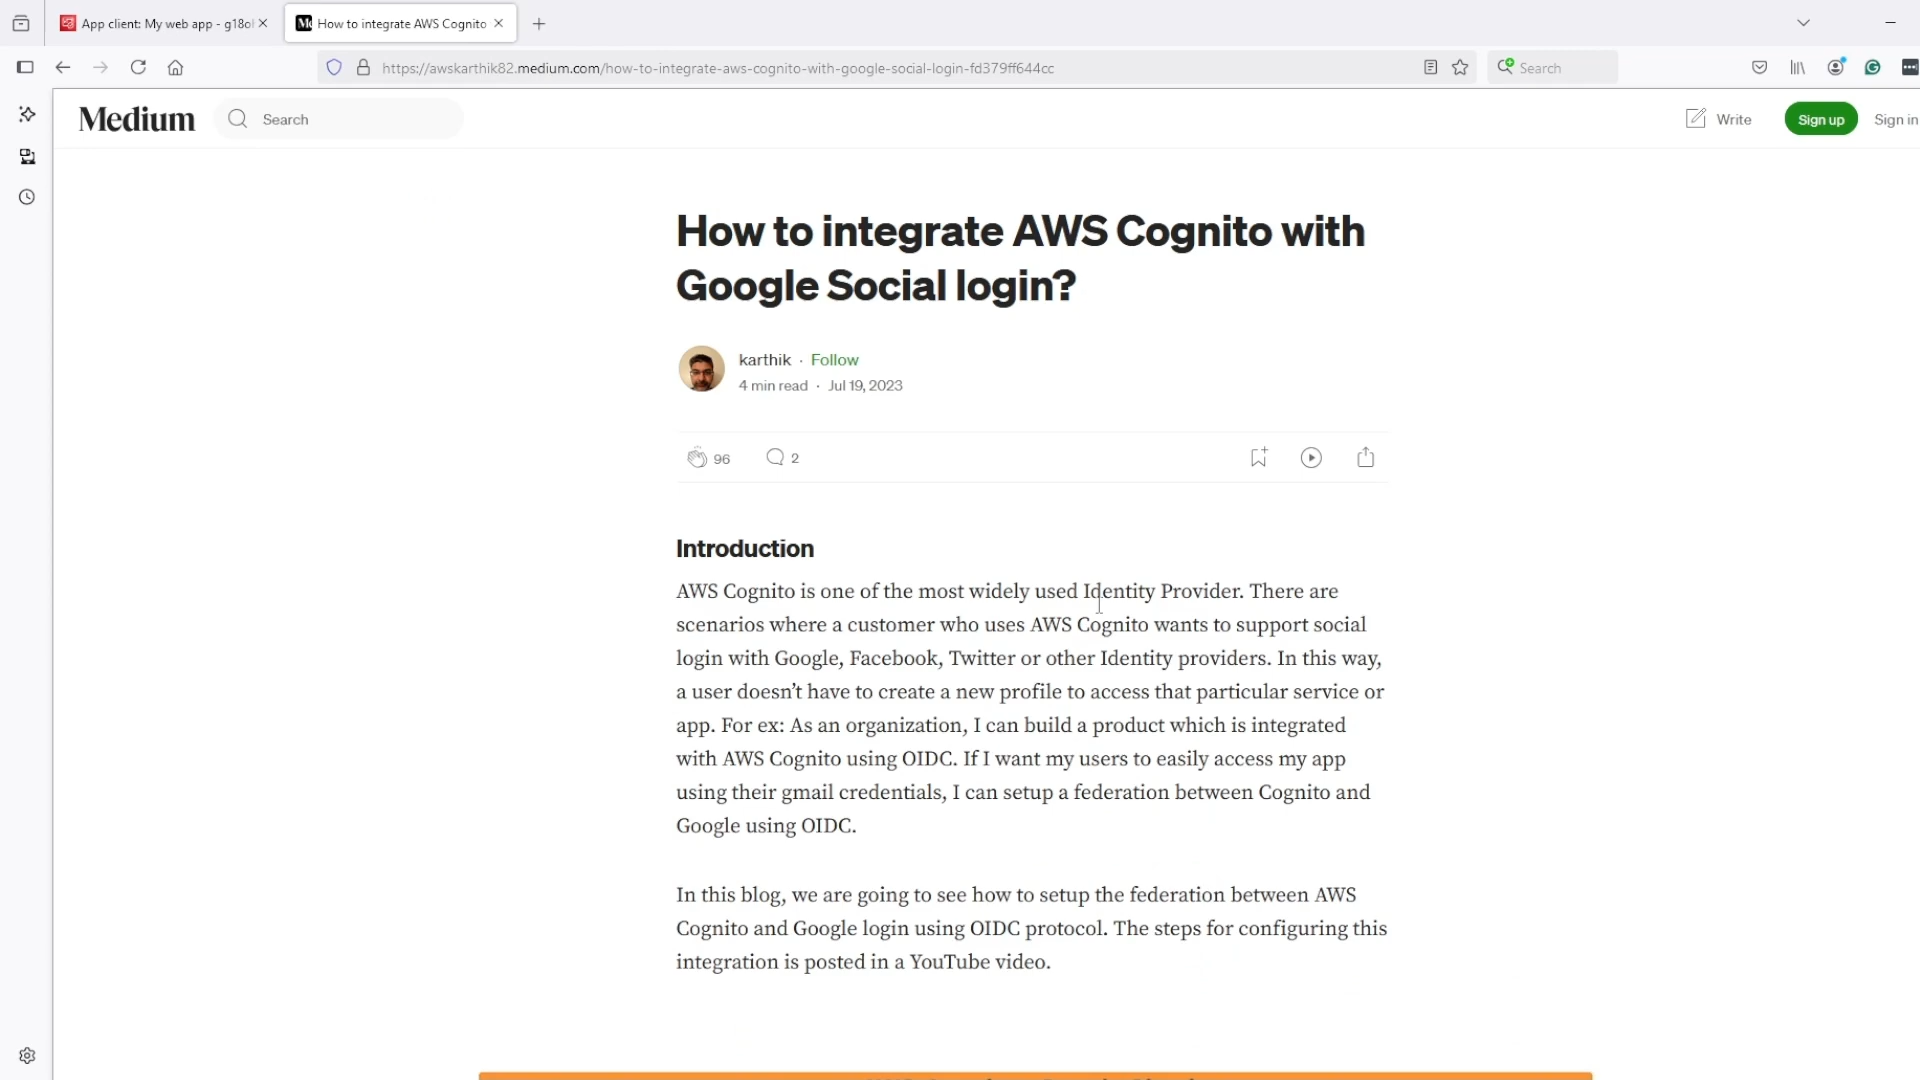 App client: My web app - g18ol
How to integrate AWS Cognito
https://awskarthik82.medium.com/how-to-integrate-aws-cognito-with-google-social-login-fd379ff644cc
Search
Medium
Search
Write
Sign up
Sign in
How to integrate AWS Cognito with
Google Social login?
karthik · Follow
4 min read · Jul 19, 2023
96
2
Introduction
AWS Cognito is one of the most widely used Identity Provider. There are
scenarios where a customer who uses AWS Cognito wants to support social
login with Google, Facebook, Twitter or other Identity providers. In this way,
a user doesn’t have to create a new profile to access that particular service or
app. For ex: As an organization, I can build a product which is integrated
with AWS Cognito using OIDC. If I want my users to easily access my app
using their gmail credentials, I can setup a federation between Cognito and
Google using OIDC.
In this blog, we are going to see how to setup the federation between AWS
Cognito and Google login using OIDC protocol. The steps for configuring this
integration is posted in a YouTube video.